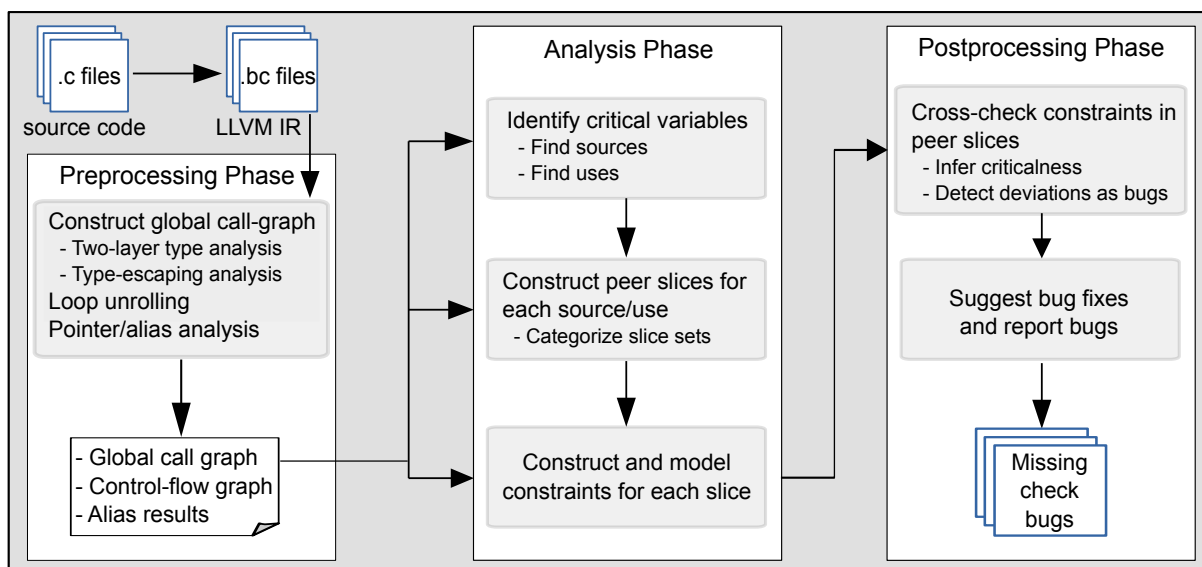 .c files
source code
.bc files
LLVM IR
Preprocessing Phase
Construct global call-graph
- Two-layer type analysis
- Type-escaping analysis
Loop unrolling
Pointer/alias analysis
- Global call graph
- Control-flow graph
- Alias results
Analysis Phase
Identify critical variables
- Find sources
- Find uses
Construct peer slices for
each source/use
- Categorize slice sets
Construct and model
constraints for each slice
Postprocessing Phase
Cross-check constraints in
peer slices
- Infer criticalness
- Detect deviations as bugs
Suggest bug fixes
and report bugs
Missing
check
bugs